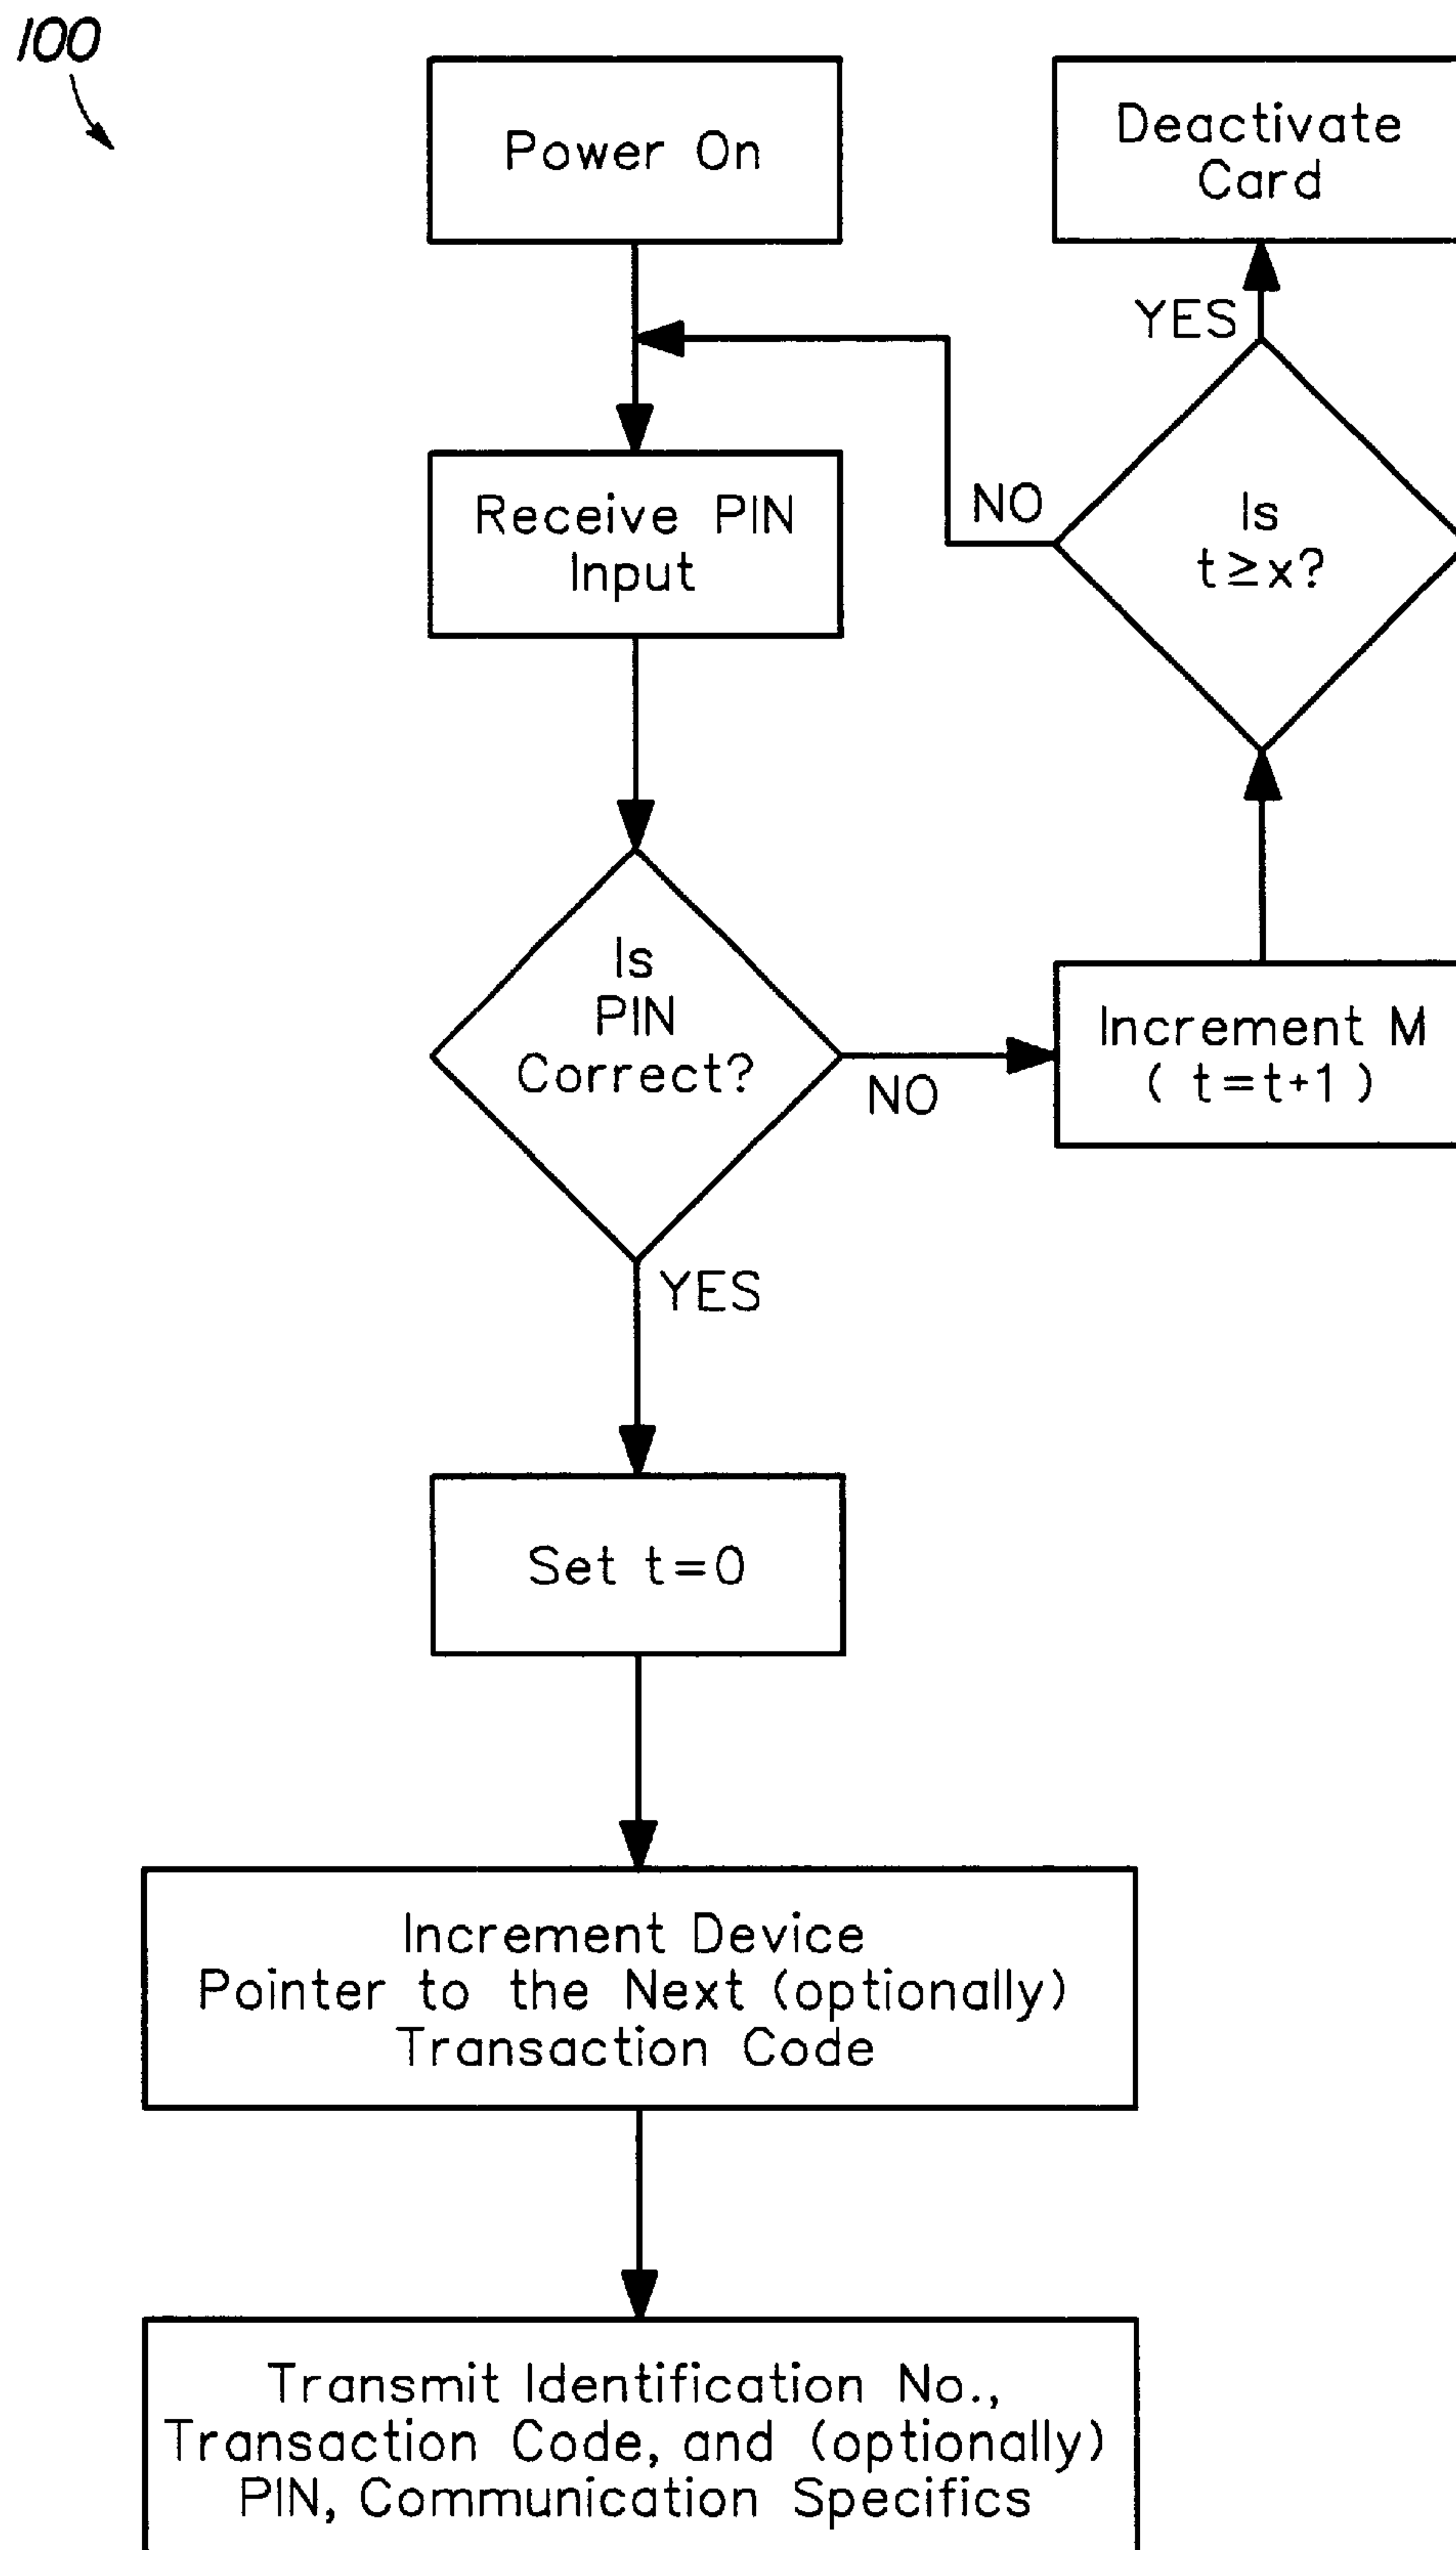 100
Power On
Deactivate
Card
YES
Receive PIN
Input
NO
Is
t≥x?
Is
PIN
Correct?
NO
Increment M
( t=t+1 )
YES
Set t=0
Increment Device
Pointer to the Next (optionally)
Transaction Code
Transmit Identification No.,
Transaction Code, and (optionally)
PIN, Communication Specifics